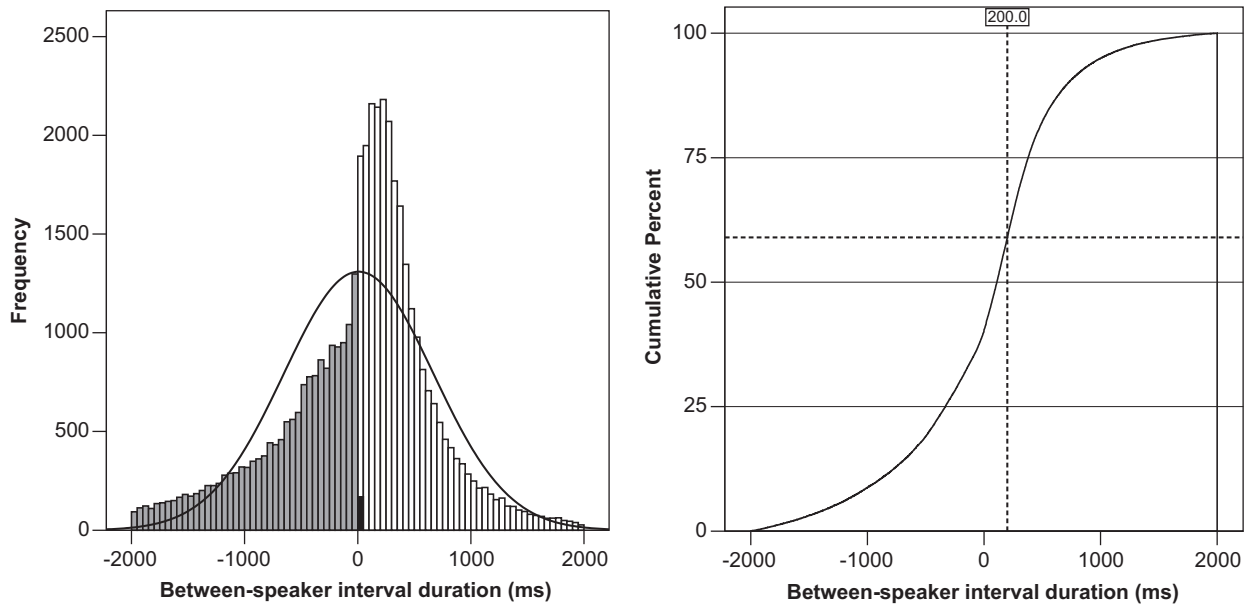 2500
2000
1500
1000
500
0
Frequency
-2000 -1000 0 1000 2000
Between-speaker interval duration (ms)
200.0
100
75
50
25
0
Cumulative Percent
-2000 -1000 0 1000 2000
Between-speaker interval duration (ms)